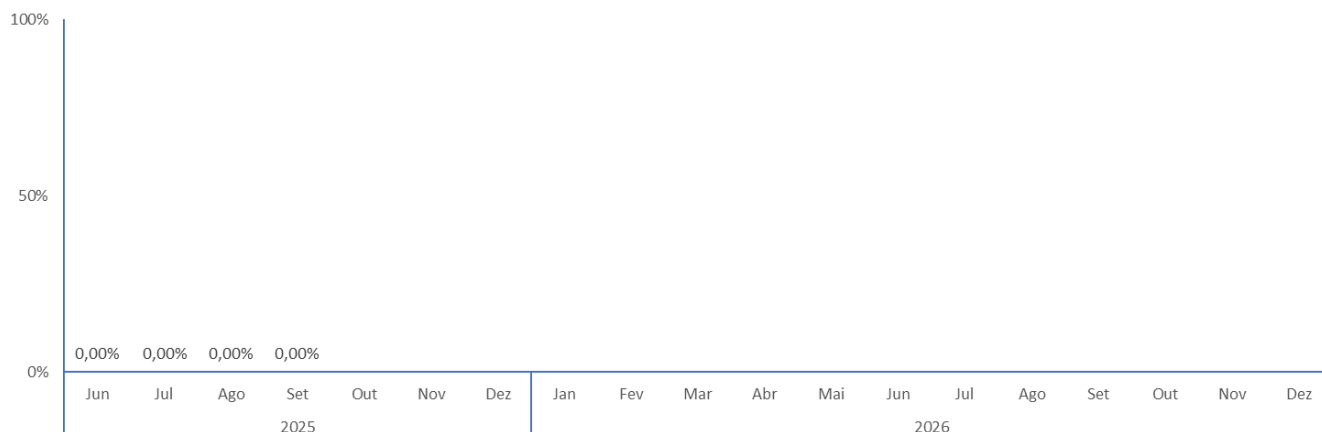 100%
50%
0,00% 0,00% 0,00% 0,00%
0%
Jun Jul Ago Set Out Nov Dez Jan Fev Mar Abr Mai Jun Jul Ago Set Out Nov Dez
2025 2026